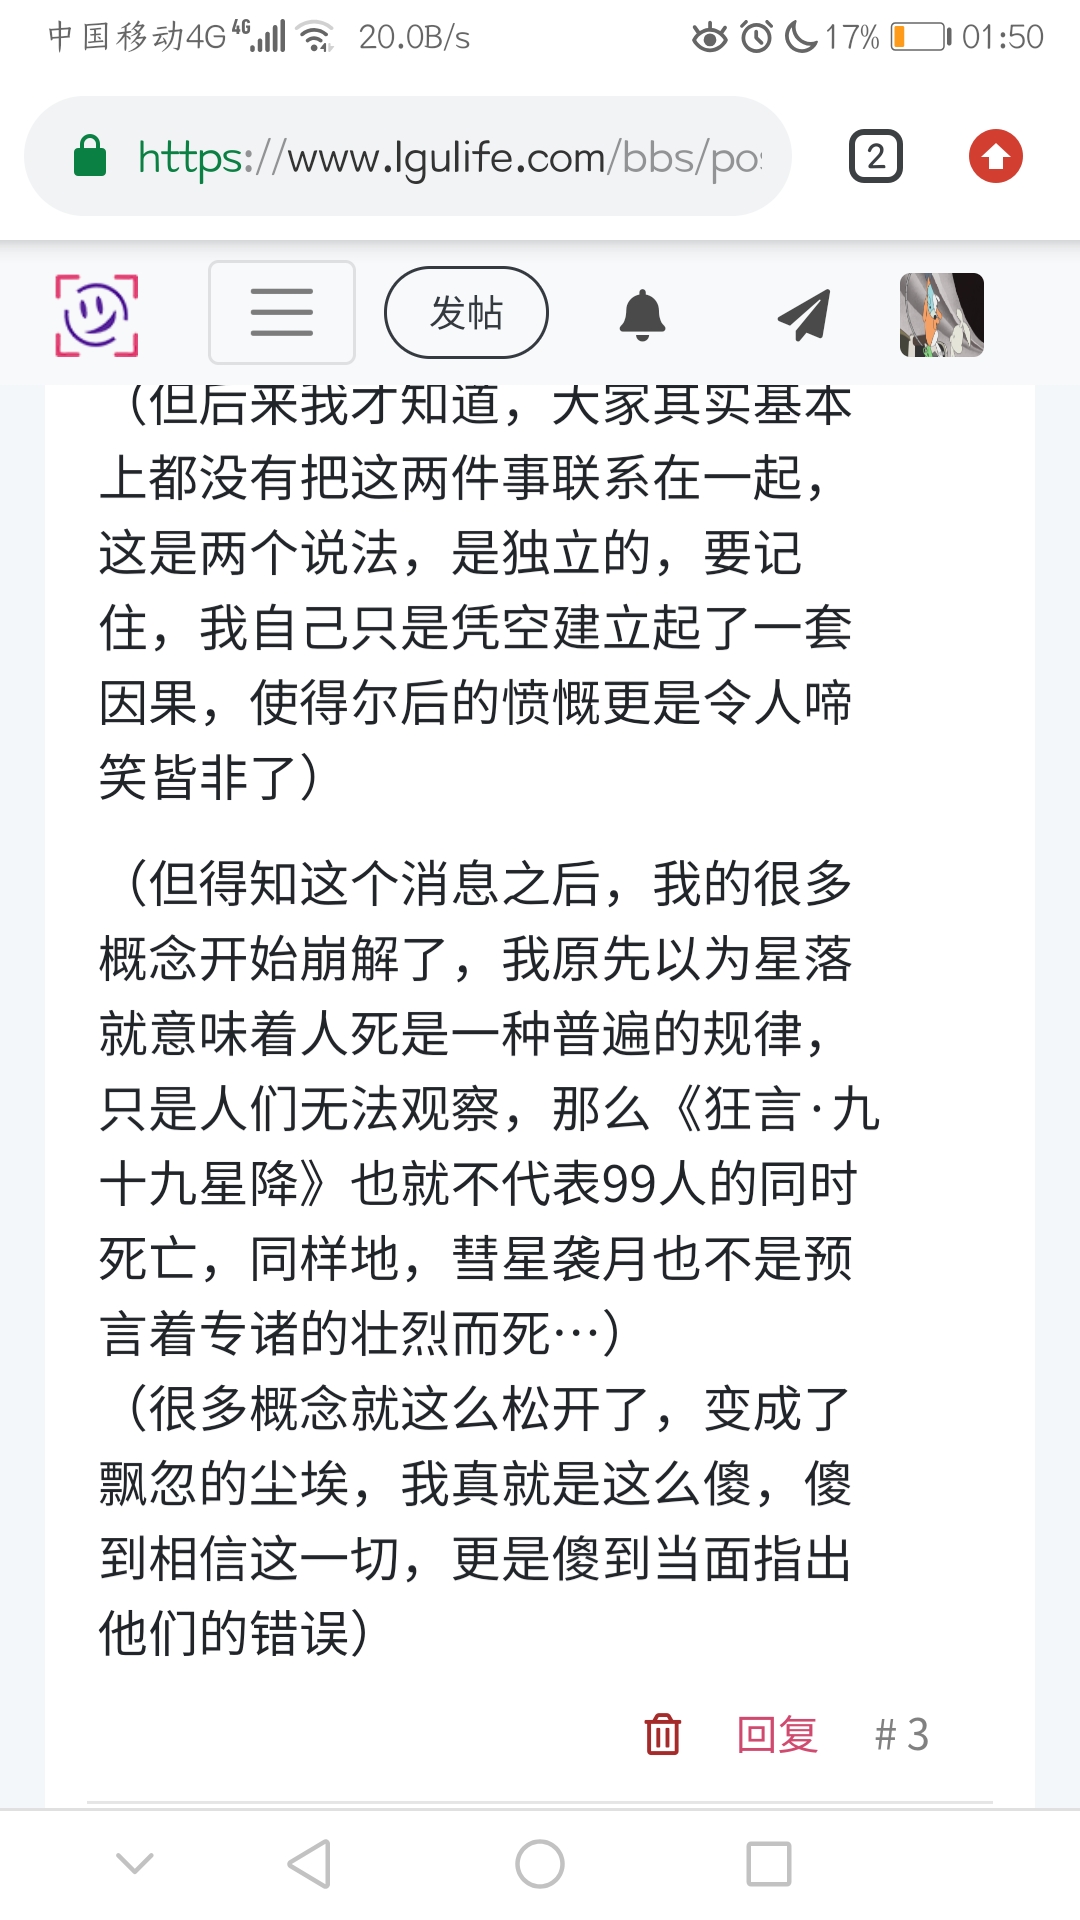 中国移动4G 4G 20.0B/s 17% 01:50
https://www.lgulife.com/bbs/pos 2
发帖
（但后来我才知道，大家其实基本
上都没有把这两件事联系在一起，
这是两个说法，是独立的，要记
住，我自己只是凭空建立起了一套
因果，使得尔后的愤慨更是令人啼
笑皆非了）
（但得知这个消息之后，我的很多
概念开始崩解了，我原先以为星落
就意味着人死是一种普遍的规律，
只是人们无法观察，那么《狂言·九
十九星降》也就不代表99人的同时
死亡，同样地，彗星袭月也不是预
言着专诸的壮烈而死…）
（很多概念就这么松开了，变成了
飘忽的尘埃，我真就是这么傻，傻
到相信这一切，更是傻到当面指出
他们的错误）
回复 # 3